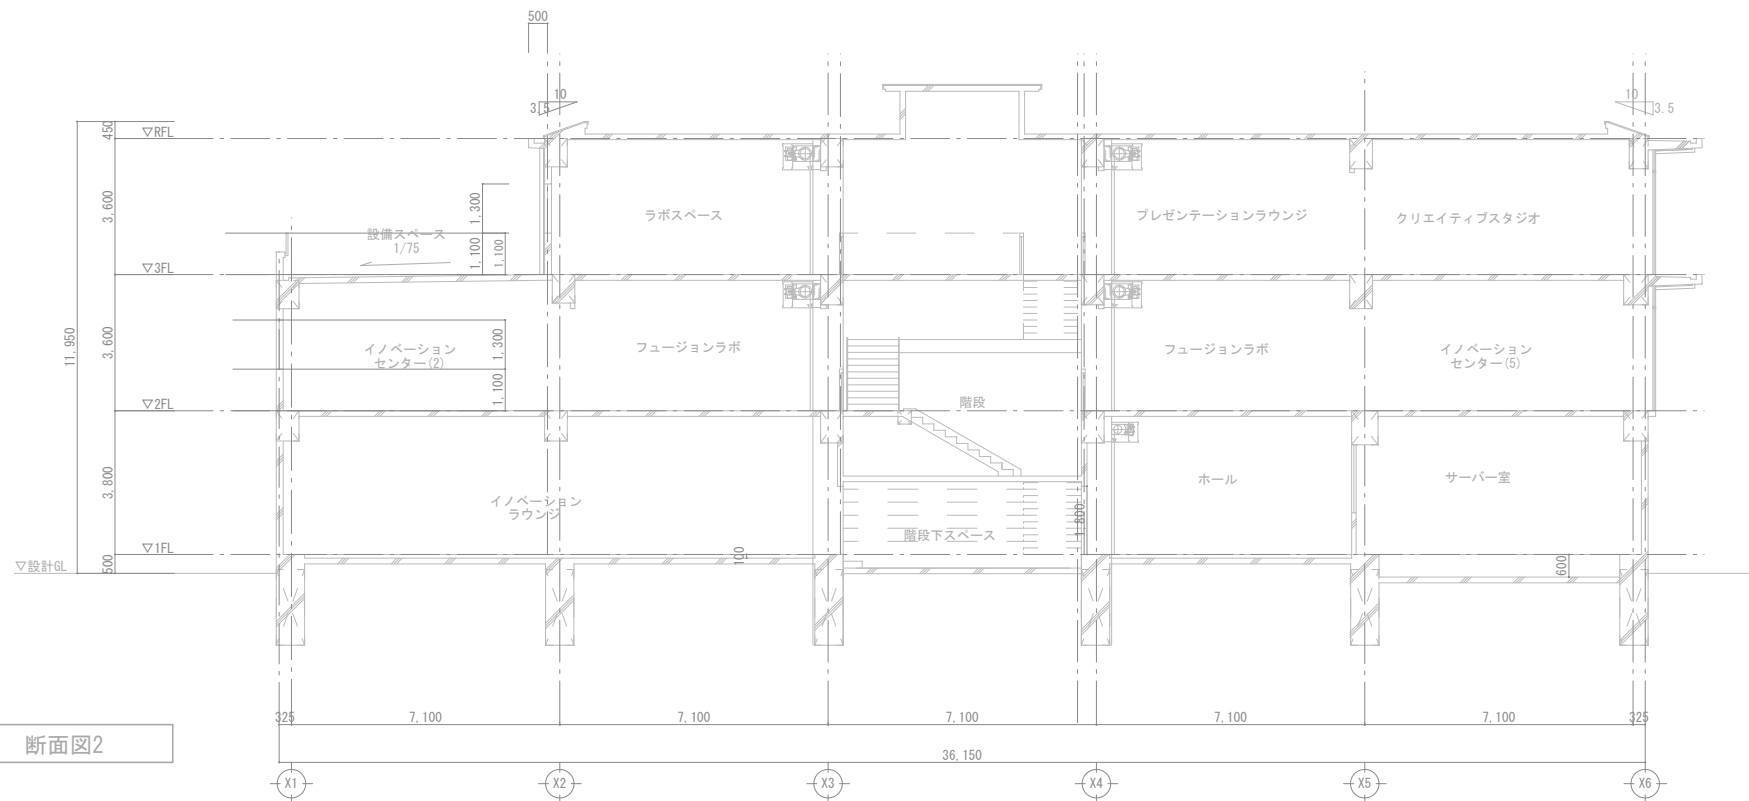 500
10
3.5
10
3.5
450
▽RFL
3,600
1,300
ラボスペース
プレゼンテーションラウンジ
クリエイティブスタジオ
設備スペース
1/75
1,100
1,100
▽3FL
11,950
3,600
1,300
イノベーション
センター(2)
フュージョンラボ
フュージョンラボ
イノベーション
センター(5)
1,100
▽2FL
階段
3,800
イノベーション
ラウンジ
ホール
サーバー室
1,800
階段下スペース
▽1FL
100
500
600
▽設計GL
325
7,100
7,100
7,100
7,100
7,100
325
断面図2
36,150
X1
X2
X3
X4
X5
X6